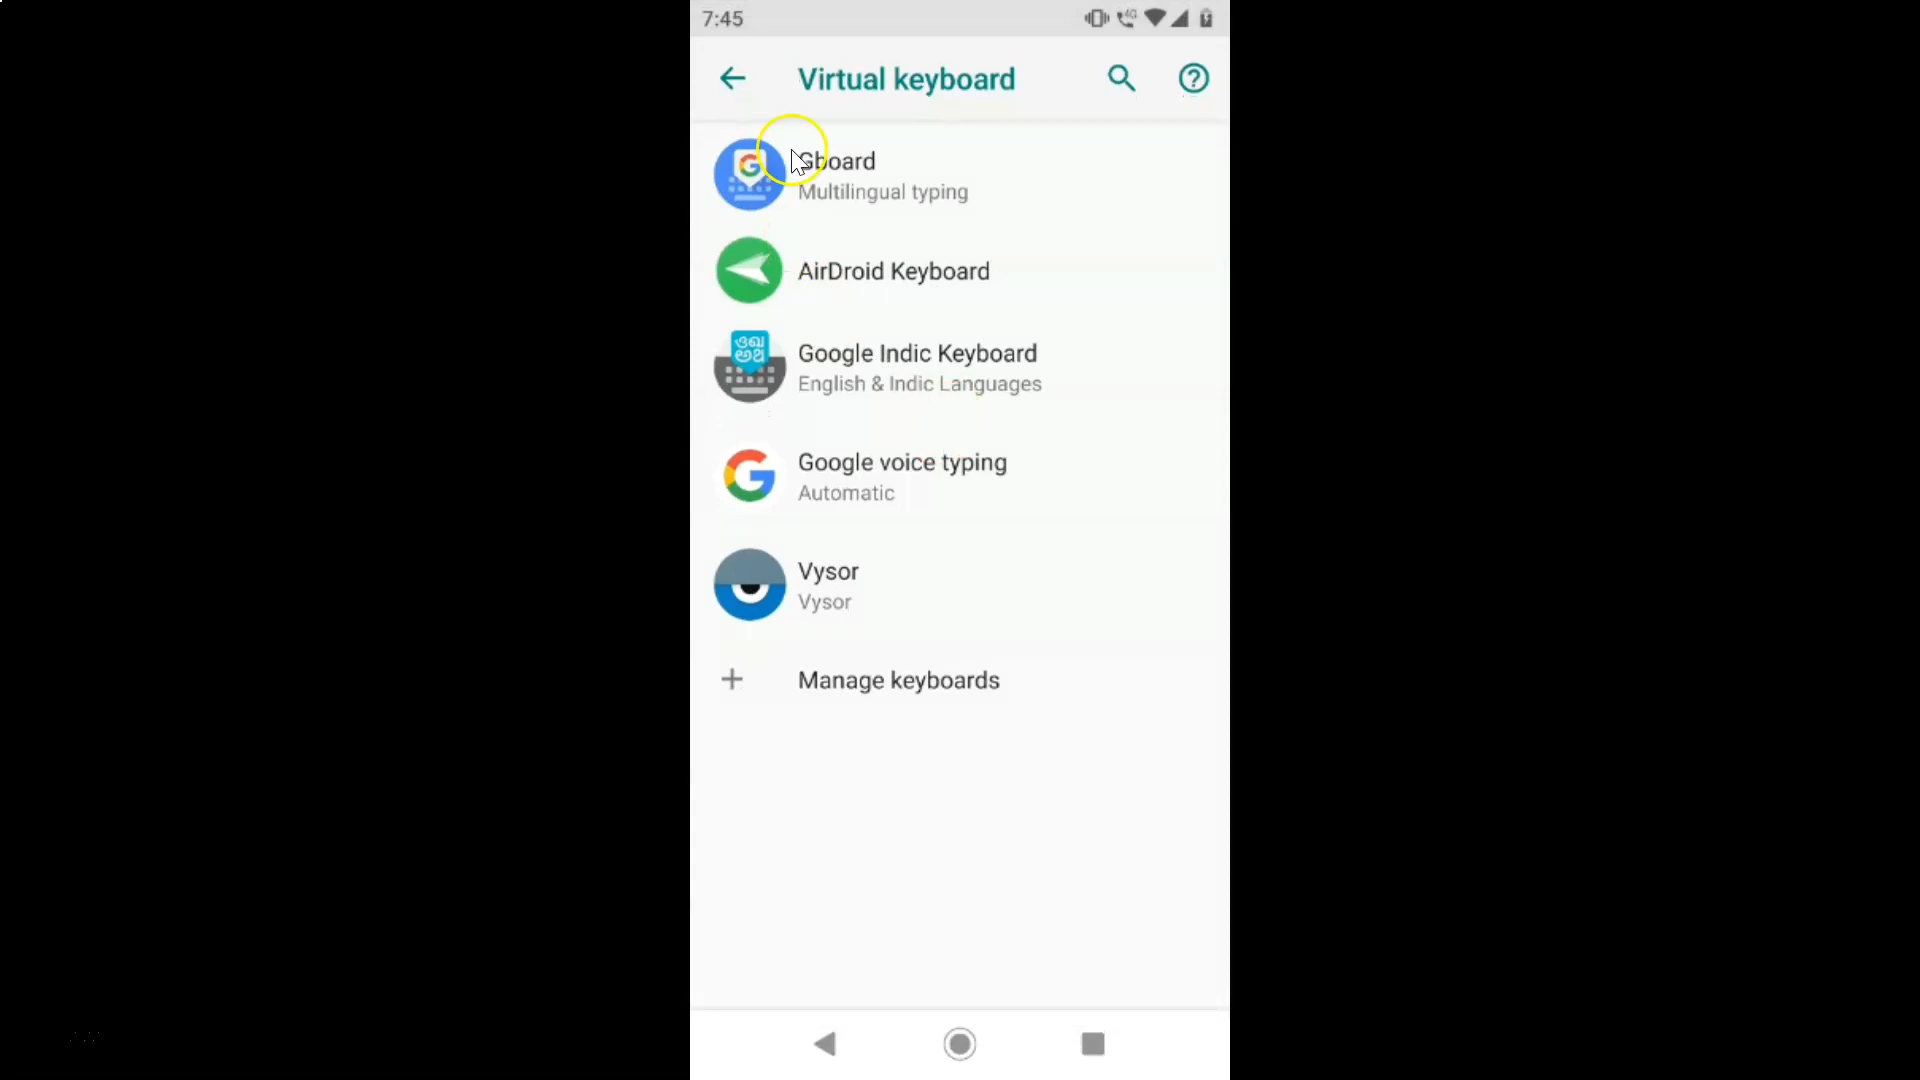 7:45
4G
Virtual keyboard
Gboard
Multilingual typing
AirDroid Keyboard
Google Indic Keyboard
English & Indic Languages
Google voice typing
Automatic
Vysor
Vysor
Manage keyboards